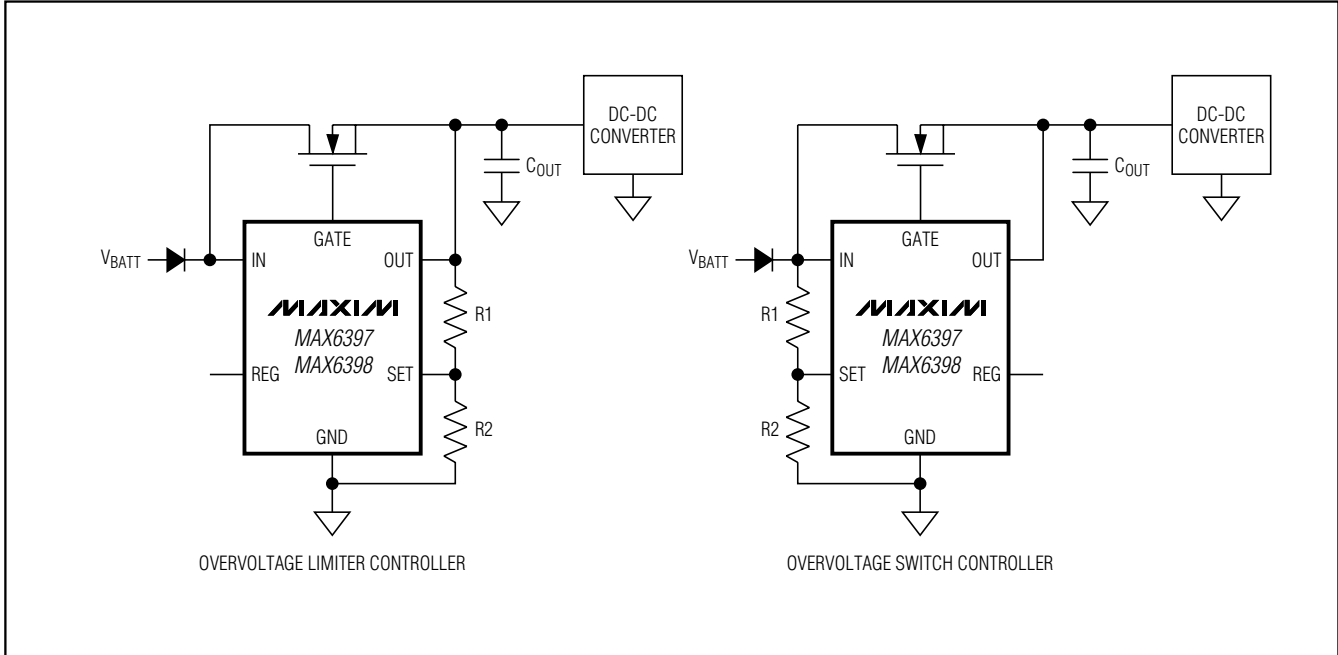 DC-DC
CONVERTER
C_OUT
GATE
V_BATT
IN
OUT
MAXIM
R1
MAX6397
MAX6398
REG
SET
R2
GND
OVERVOLTAGE LIMITER CONTROLLER
DC-DC
CONVERTER
C_OUT
GATE
V_BATT
IN
OUT
R1
MAXIM
MAX6397
MAX6398
SET
REG
R2
GND
OVERVOLTAGE SWITCH CONTROLLER